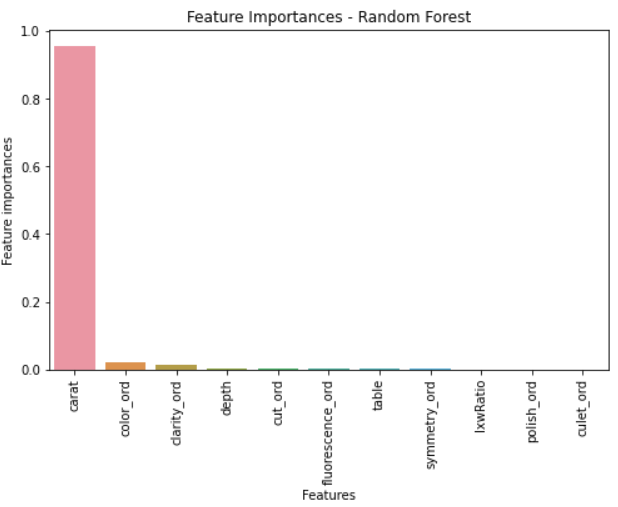 Feature Importances - Random Forest
Feature importances
1.0
0.8
0.6
0.4
0.2
0.0
carat
color_ord
clarity_ord
depth
cut_ord
fluorescence_ord
table
symmetry_ord
lxwRatio
polish_ord
culet_ord
Features